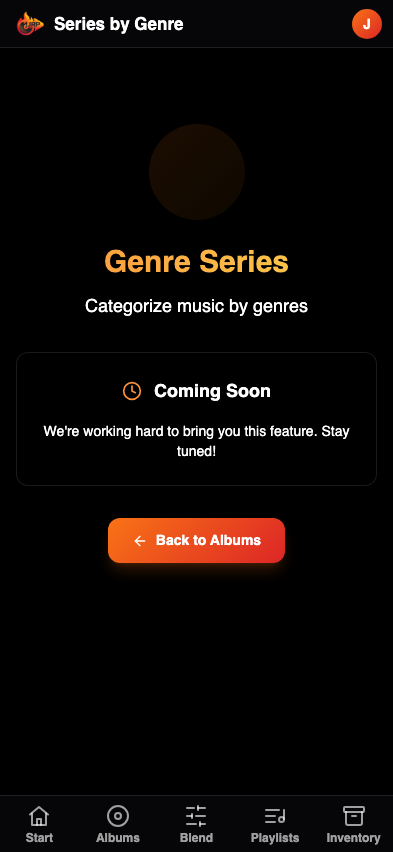 Series by Genre
J
Genre Series
Categorize music by genres
Coming Soon
We're working hard to bring you this feature. Stay
tuned!
Back to Albums
Start
Albums
Blend
Playlists
Inventory